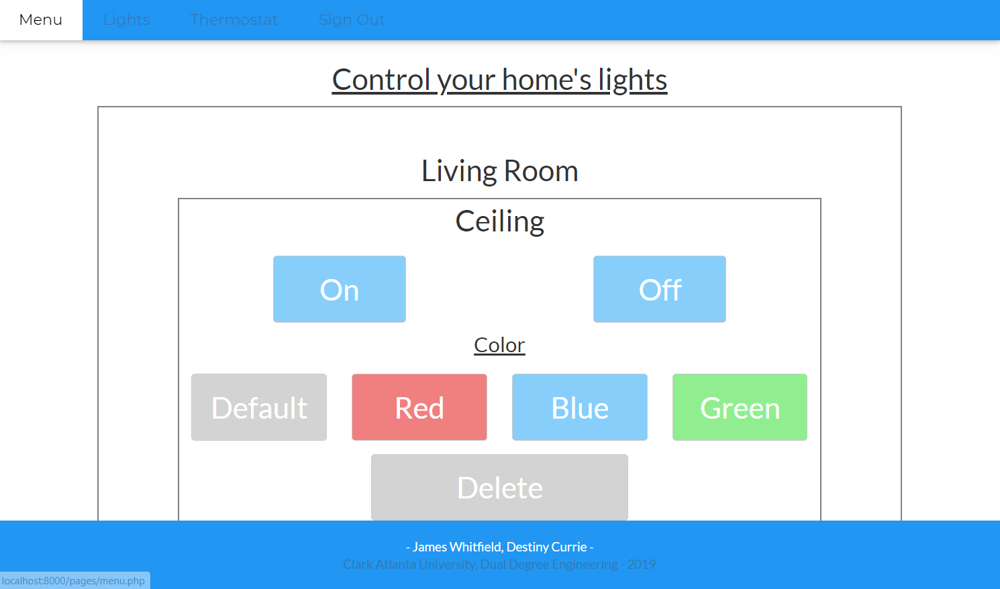 Menu Lights Thermostat Sign Out
Control your home's lights
Living Room
Ceiling
On Off
Color
Default Red Blue Green
Delete
- James Whitfield, Destiny Currie -
Clark Atlanta University, Dual Degree Engineering - 2019
localhost:8000/pages/menu.php